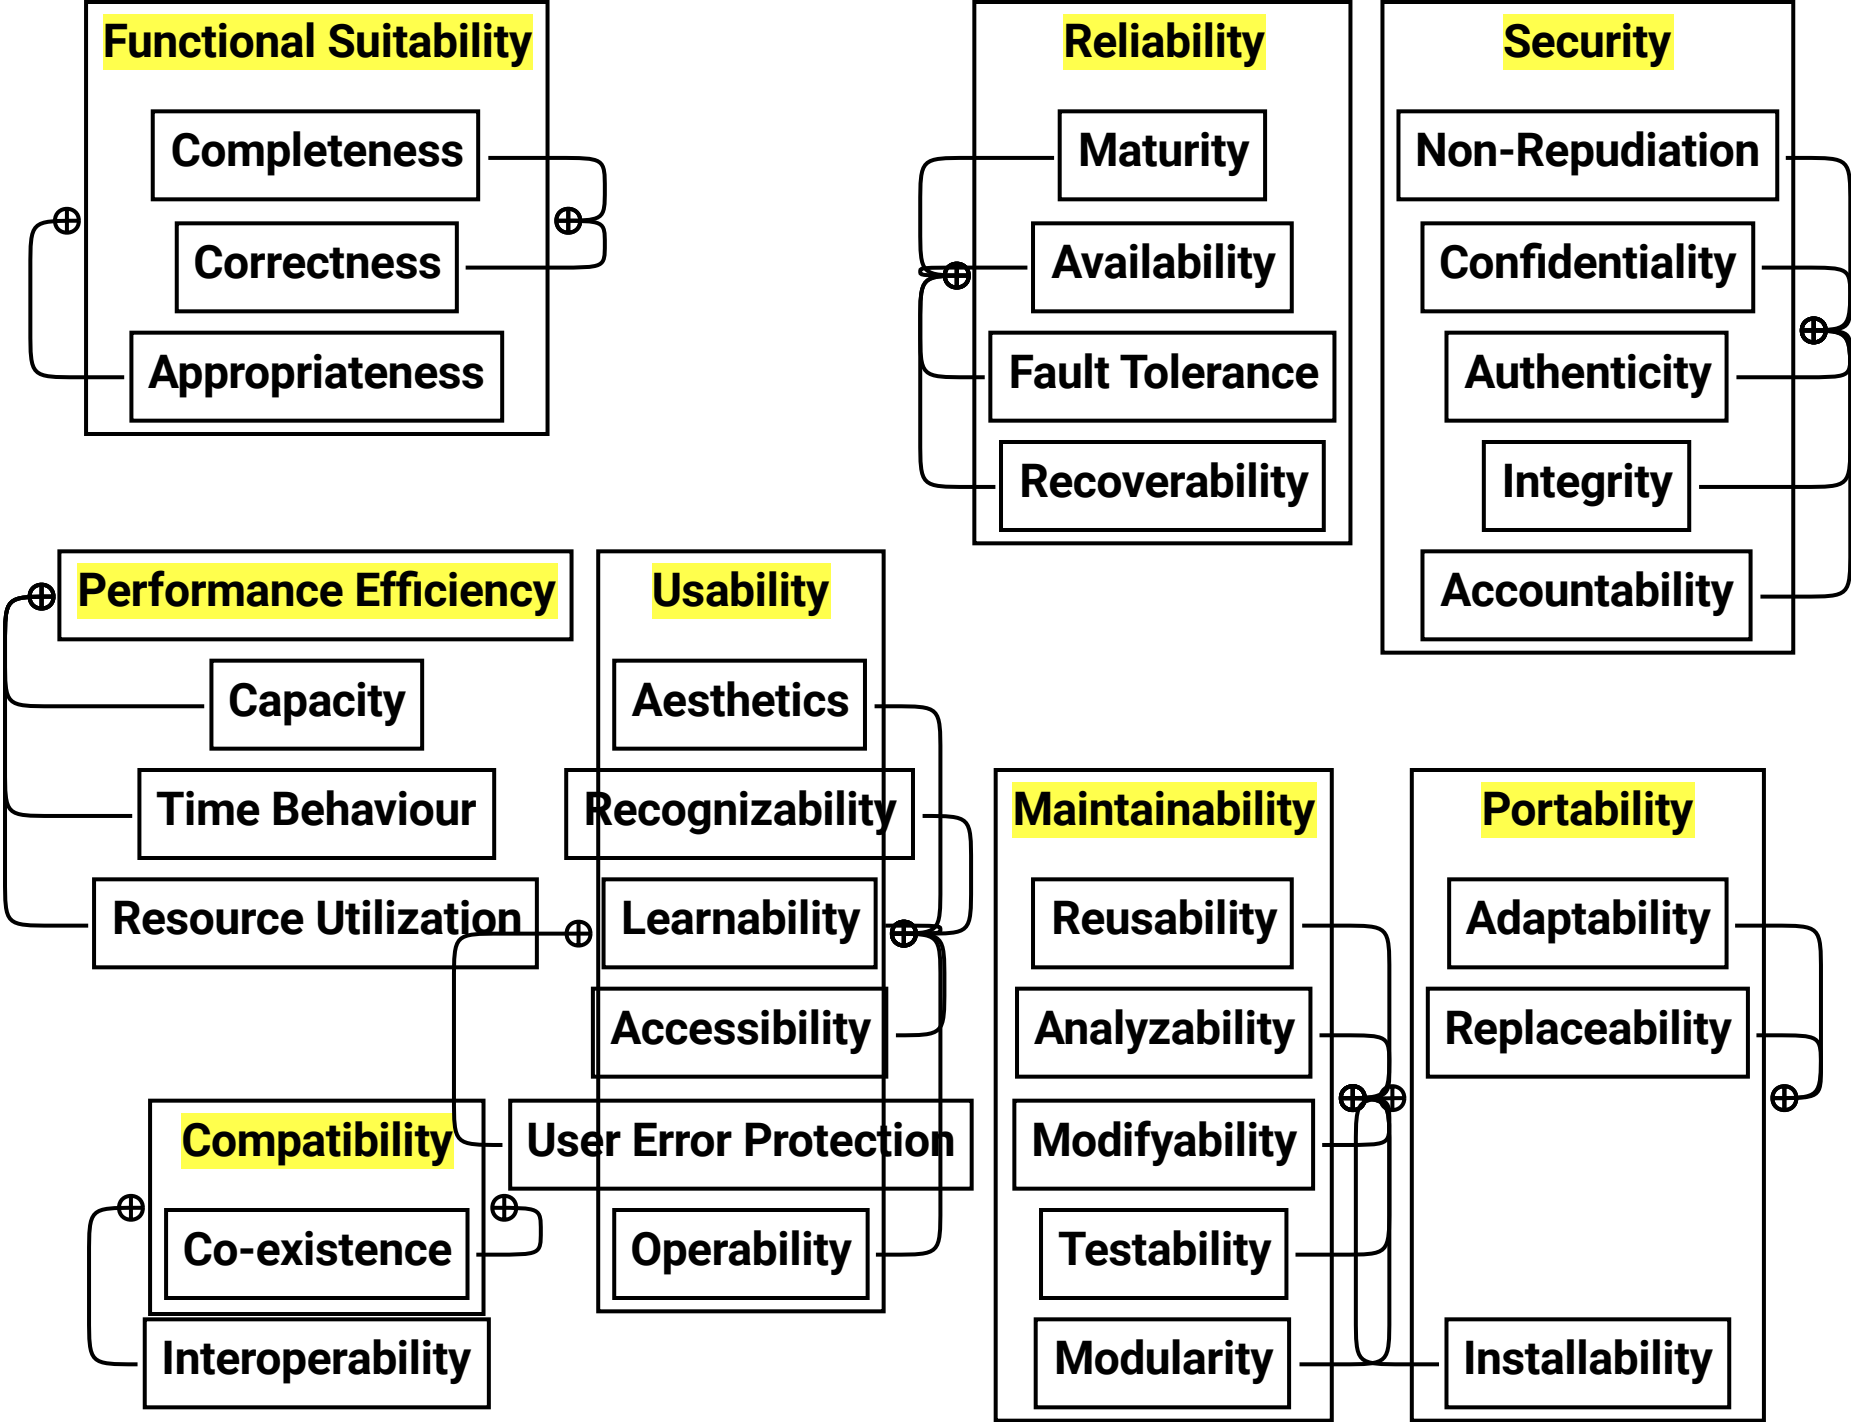 Functional Suitability
Completeness
Correctness
Appropriateness
Reliability
Maturity
Availability
Fault Tolerance
Recoverability
Security
Non-Repudiation
Confidentiality
Authenticity
Integrity
Accountability
Performance Efficiency
Capacity
Time Behaviour
Resource Utilization
Usability
Aesthetics
Recognizability
Learnability
Accessibility
User Error Protection
Operability
Compatibility
Co-existence
Interoperability
Maintainability
Reusability
Analyzability
Modifyability
Testability
Modularity
Portability
Adaptability
Replaceability
Installability